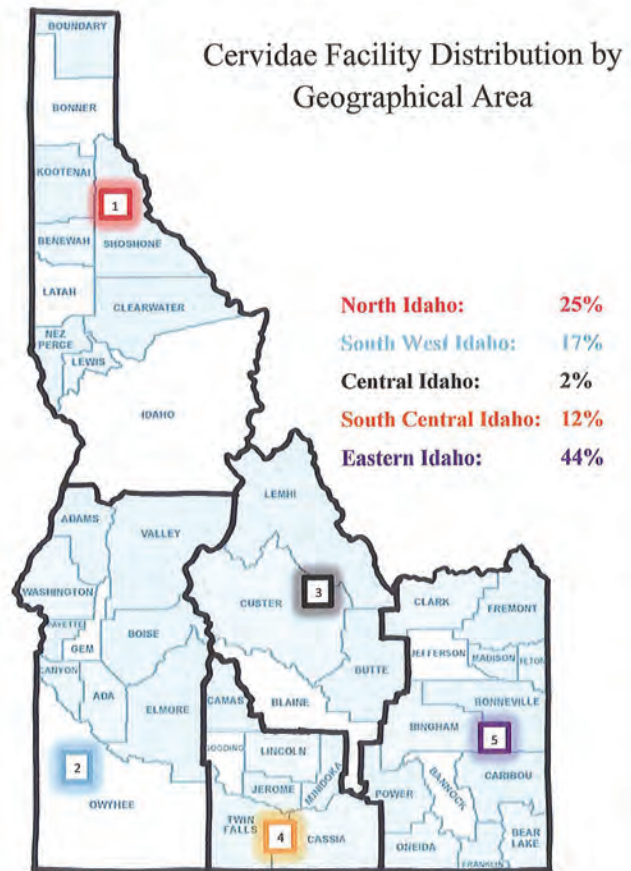 Cervidae Facility Distribution by
Geographical Area
BOUNDARY
BONNER
KOOTENAI
1
BENEWAH
SHOSHONE
LATAH
CLEARWATER
NEZ
PERCE
LEWIS
IDAHO
North Idaho: 25%
South West Idaho: 17%
Central Idaho: 2%
South Central Idaho: 12%
Eastern Idaho: 44%
LEMHI
ADAMS
VALLEY
WASHINGTON
3
CUSTER
CLARK
FREMONT
PAYETTE
BOISE
GEM
JEFFERSON
MADISON
TETON
CANYON
ADA
BUTTE
ELMORE
CAMAS
BLAINE
BONNEVILLE
BINGHAM
5
GOODING
LINCOLN
2
OWYHEE
JEROME
MINIDOKA
POWER
BANNOCK
CARIBOU
TWIN
FALLS
4
CASSIA
ONEIDA
FRANKLIN
BEAR
LAKE